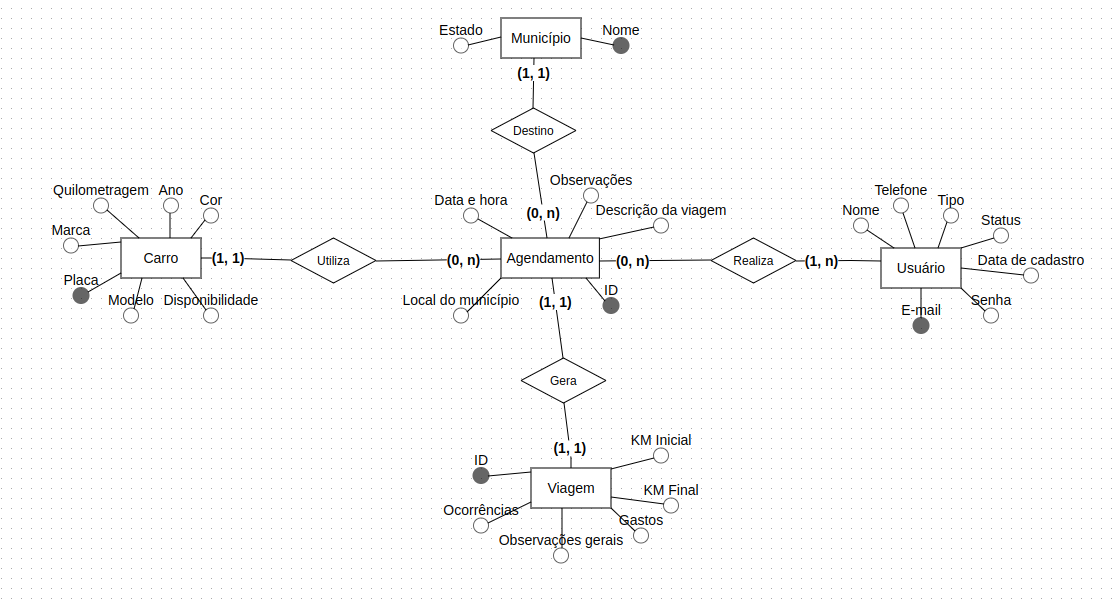 Estado
Município
Nome
(1, 1)
Destino
(0, n)
Quilometragem
Ano
Cor
Marca
Carro
Placa
Modelo
Disponibilidade
(1, 1)
Utiliza
(0, n)
Data e hora
Observações
Descrição da viagem
Agendamento
Local do município
ID
(0, n)
Realiza
(1, n)
Nome
Telefone
Tipo
Status
Usuário
Data de cadastro
Senha
E-mail
(1, 1)
Gera
(1, 1)
ID
KM Inicial
Viagem
KM Final
Ocorrências
Gastos
Observações gerais